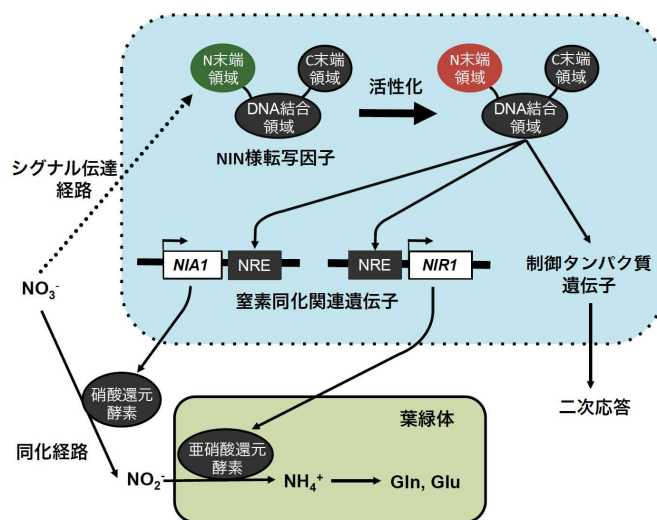 N末端
領域
C末端
領域
DNA結合
領域
NIN様転写因子
活性化
N末端
領域
C末端
領域
DNA結合
領域
シグナル伝達
経路
NIA1
NRE
NRE
NIR1
窒素同化関連遺伝子
制御タンパク質
遺伝子
二次応答
NO₃⁻
硝酸還元
酵素
同化経路
NO₂⁻
葉緑体
亜硝酸還元
酵素
NH₄⁺
Gln, Glu